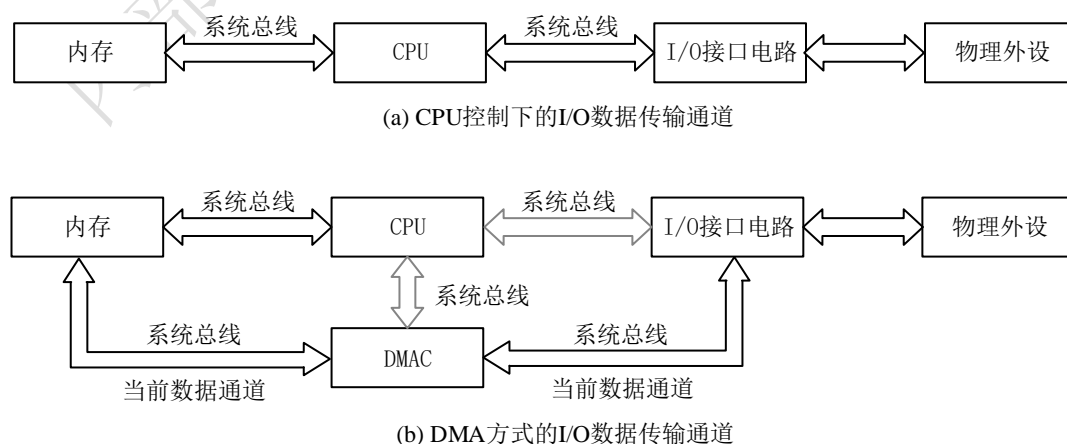 系统总线 系统总线
内存 CPU I/O接口电路 物理外设
(a) CPU控制下的I/O数据传输通道
系统总线 系统总线
内存 CPU I/O接口电路 物理外设
系统总线
系统总线 系统总线
DMAC
当前数据通道 当前数据通道
(b) DMA方式的I/O数据传输通道
内部